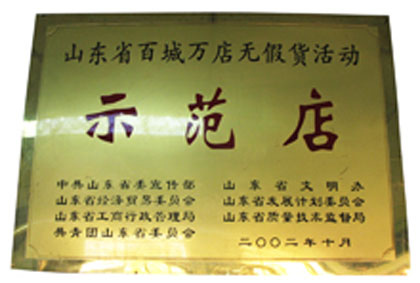 山东省百城万店无假货活动
示范店
中共山东省委宣传部 山东省文明办
山东省经济贸易委员会 山东省发展计划委员会
山东省工商行政管理局 山东省质量技术监督局
共青团山东省委员会 二〇〇二年十月